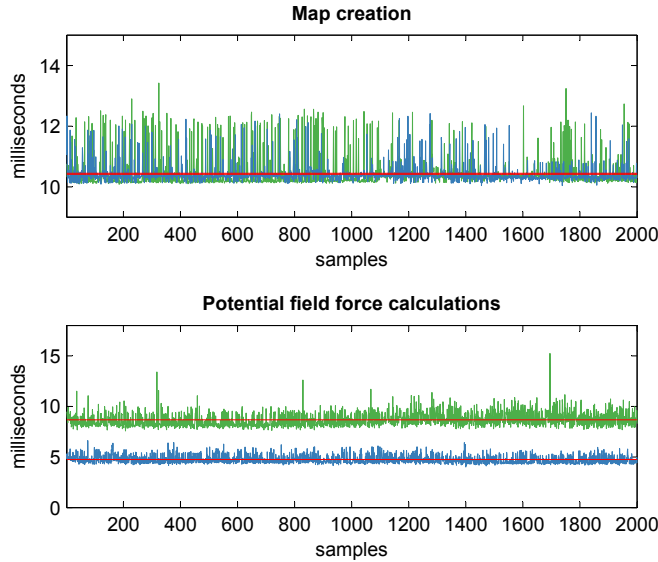 Map creation
15
14
12
10
milliseconds
200 400 600 800 1000 1200 1400 1600 1800 2000
samples
Potential field force calculations
15
10
5
0
milliseconds
200 400 600 800 1000 1200 1400 1600 1800 2000
samples